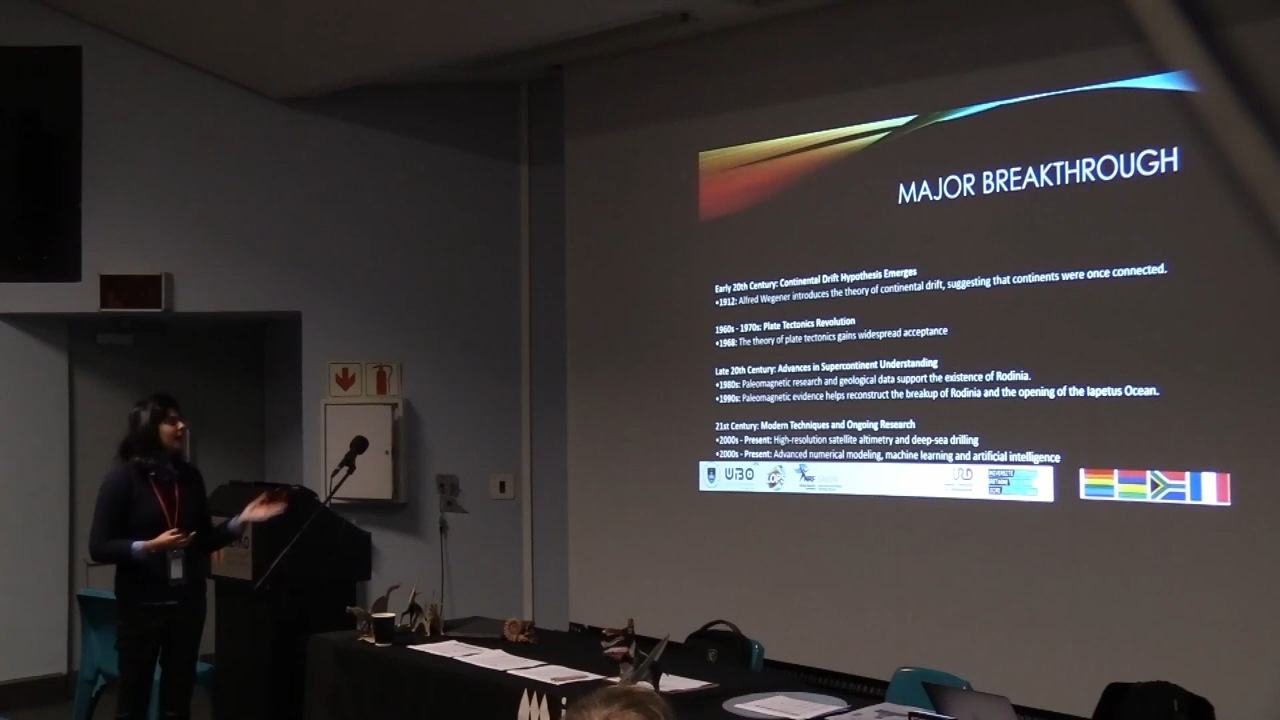 MAJOR BREAKTHROUGH
Early 20th Century: Continental Drift Hypothesis Emerges
•1912: Alfred Wegener introduces the theory of continental drift, suggesting that continents were once connected.
1960s - 1970s: Plate Tectonics Revolution
•1968: The theory of plate tectonics gains widespread acceptance
Late 20th Century: Advances in Supercontinent Understanding
•1980s: Paleomagnetic research and geological data support the existence of Rodinia.
•1990s: Paleomagnetic evidence helps reconstruct the breakup of Rodinia and the opening of the Iapetus Ocean.
21st Century: Modern Techniques and Ongoing Research
•2000s - Present: High-resolution satellite altimetry and deep-sea drilling
•2000s - Present: Advanced numerical modeling, machine learning and artificial intelligence
UBO
NRF
IRD